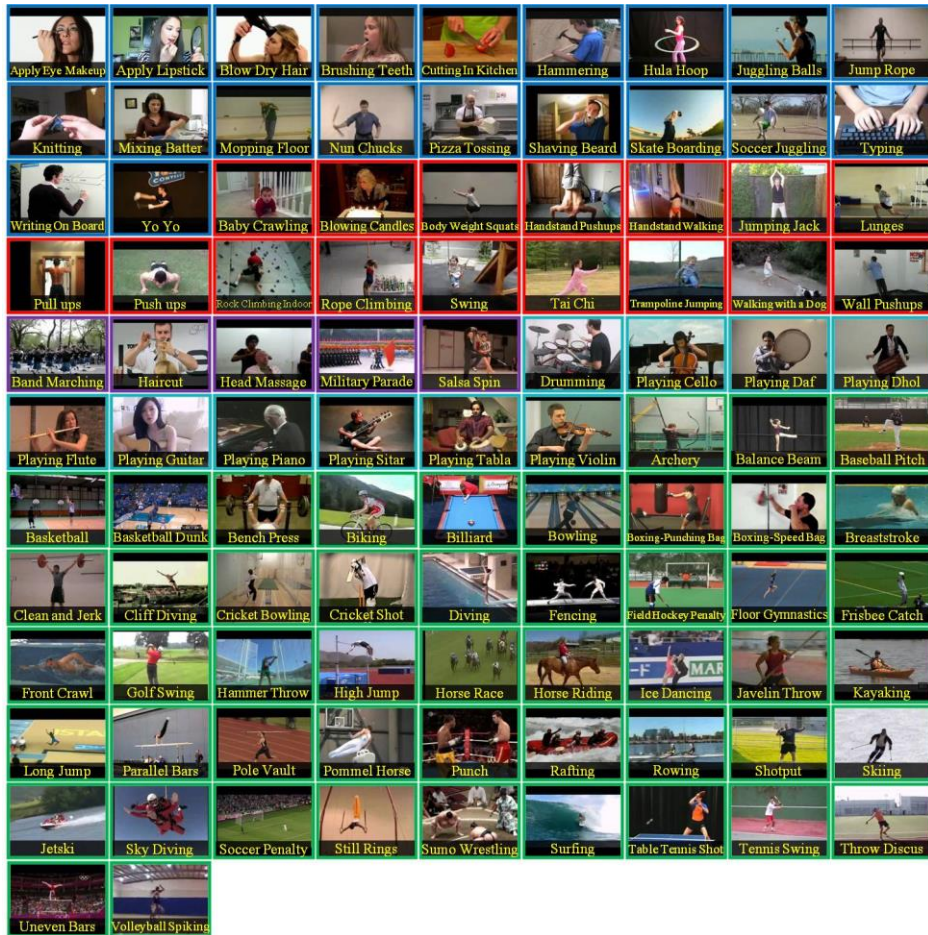 Apply Eye Makeup
Apply Lipstick
Blow Dry Hair
Brushing Teeth
Cutting In Kitchen
Hammering
Hula Hoop
Juggling Balls
Jump Rope
Knitting
Mixing Batter
Mopping Floor
Nun Chucks
Pizza Tossing
Shaving Beard
Skate Boarding
Soccer Juggling
Typing
Writing On Board
Yo Yo
Baby Crawling
Blowing Candles
Body Weight Squats
Handstand Pushups
Handstand Walking
Jumping Jack
Lunges
Pull ups
Push ups
Rock Climbing Indoor
Rope Climbing
Swing
Tai Chi
Trampoline Jumping
Walking with a Dog
Wall Pushups
Band Marching
Haircut
Head Massage
Military Parade
Salsa Spin
Drumming
Playing Cello
Playing Daf
Playing Dhol
Playing Flute
Playing Guitar
Playing Piano
Playing Sitar
Playing Tabla
Playing Violin
Archery
Balance Beam
Baseball Pitch
Basketball
Basketball Dunk
Bench Press
Biking
Billiard
Bowling
Boxing-Punching Bag
Boxing-Speed Bag
Breaststroke
Clean and Jerk
Cliff Diving
Cricket Bowling
Cricket Shot
Diving
Fencing
Field Hockey Penalty
Floor Gymnastics
Frisbee Catch
Front Crawl
Golf Swing
Hammer Throw
High Jump
Horse Race
Horse Riding
Ice Dancing
Javelin Throw
Kayaking
Long Jump
Parallel Bars
Pole Vault
Pommel Horse
Punch
Rafting
Rowing
Shotput
Skiing
Jetski
Sky Diving
Soccer Penalty
Still Rings
Sumo Wrestling
Surfing
Table Tennis Shot
Tennis Swing
Throw Discus
Uneven Bars
Volleyball Spiking